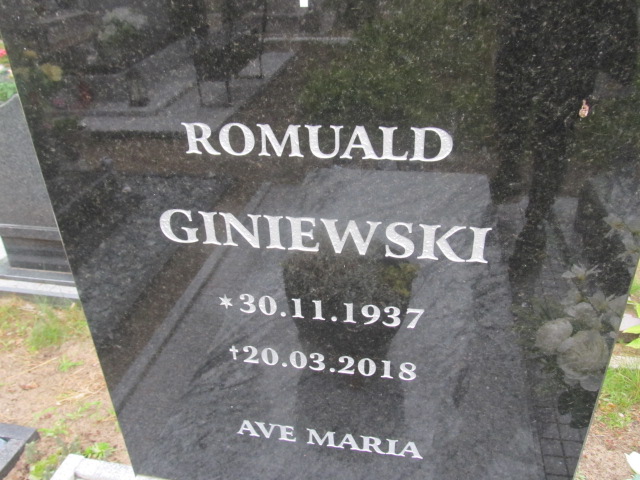 ROMUALD
GINIEWSKI
*30.11.1937
†20.03.2018
AVE MARIA